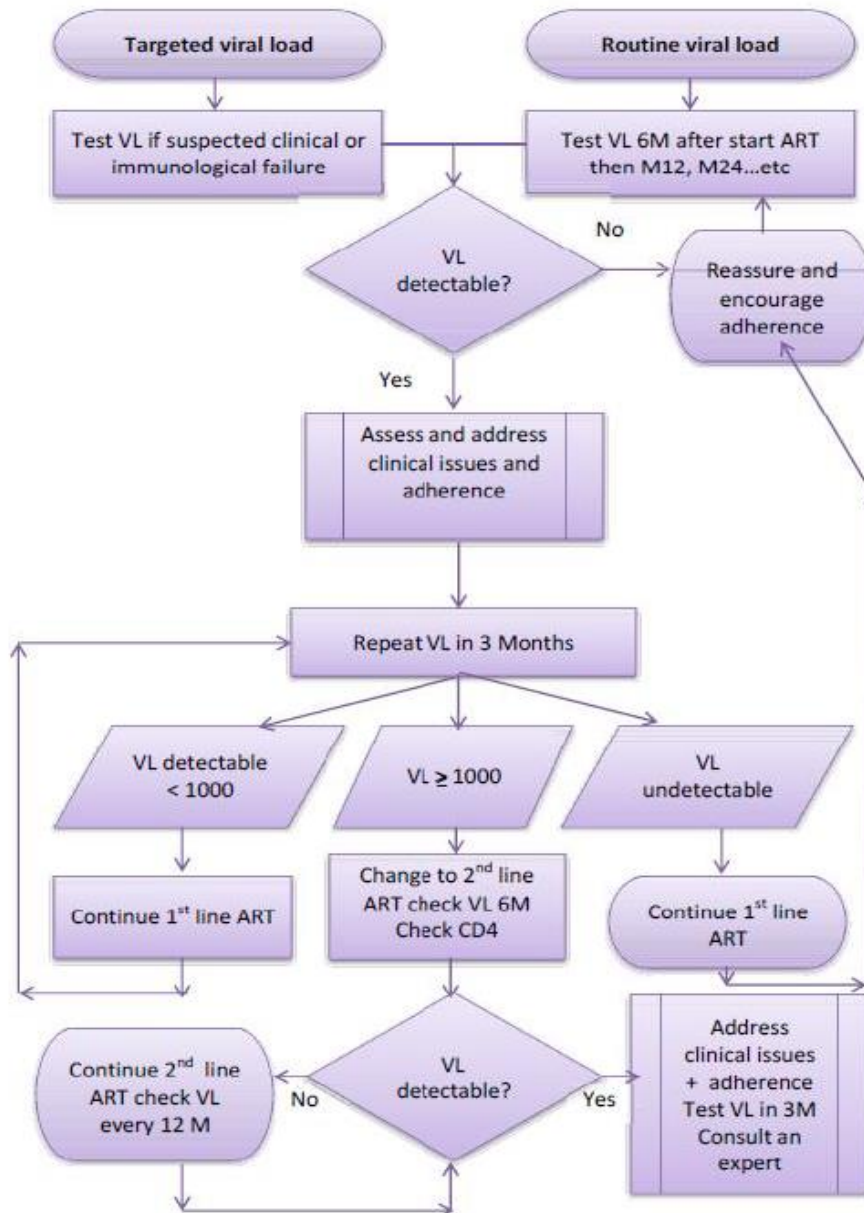 Targeted viral load
Routine viral load
Test VL if suspected clinical or
immunological failure
Test VL 6M after start ART
then M12, M24...etc
VL
detectable?
No
Reassure and
encourage
adherence
Yes
Assess and address
clinical issues and
adherence
Repeat VL in 3 Months
VL detectable
< 1000
VL ≥ 1000
VL
undetectable
Continue 1st line ART
Change to 2nd line
ART check VL 6M
Check CD4
Continue 1st line
ART
Continue 2nd line
ART check VL
every 12 M
No
VL
detectable?
Yes
Address
clinical issues
+ adherence
Test VL in 3M
Consult an
expert